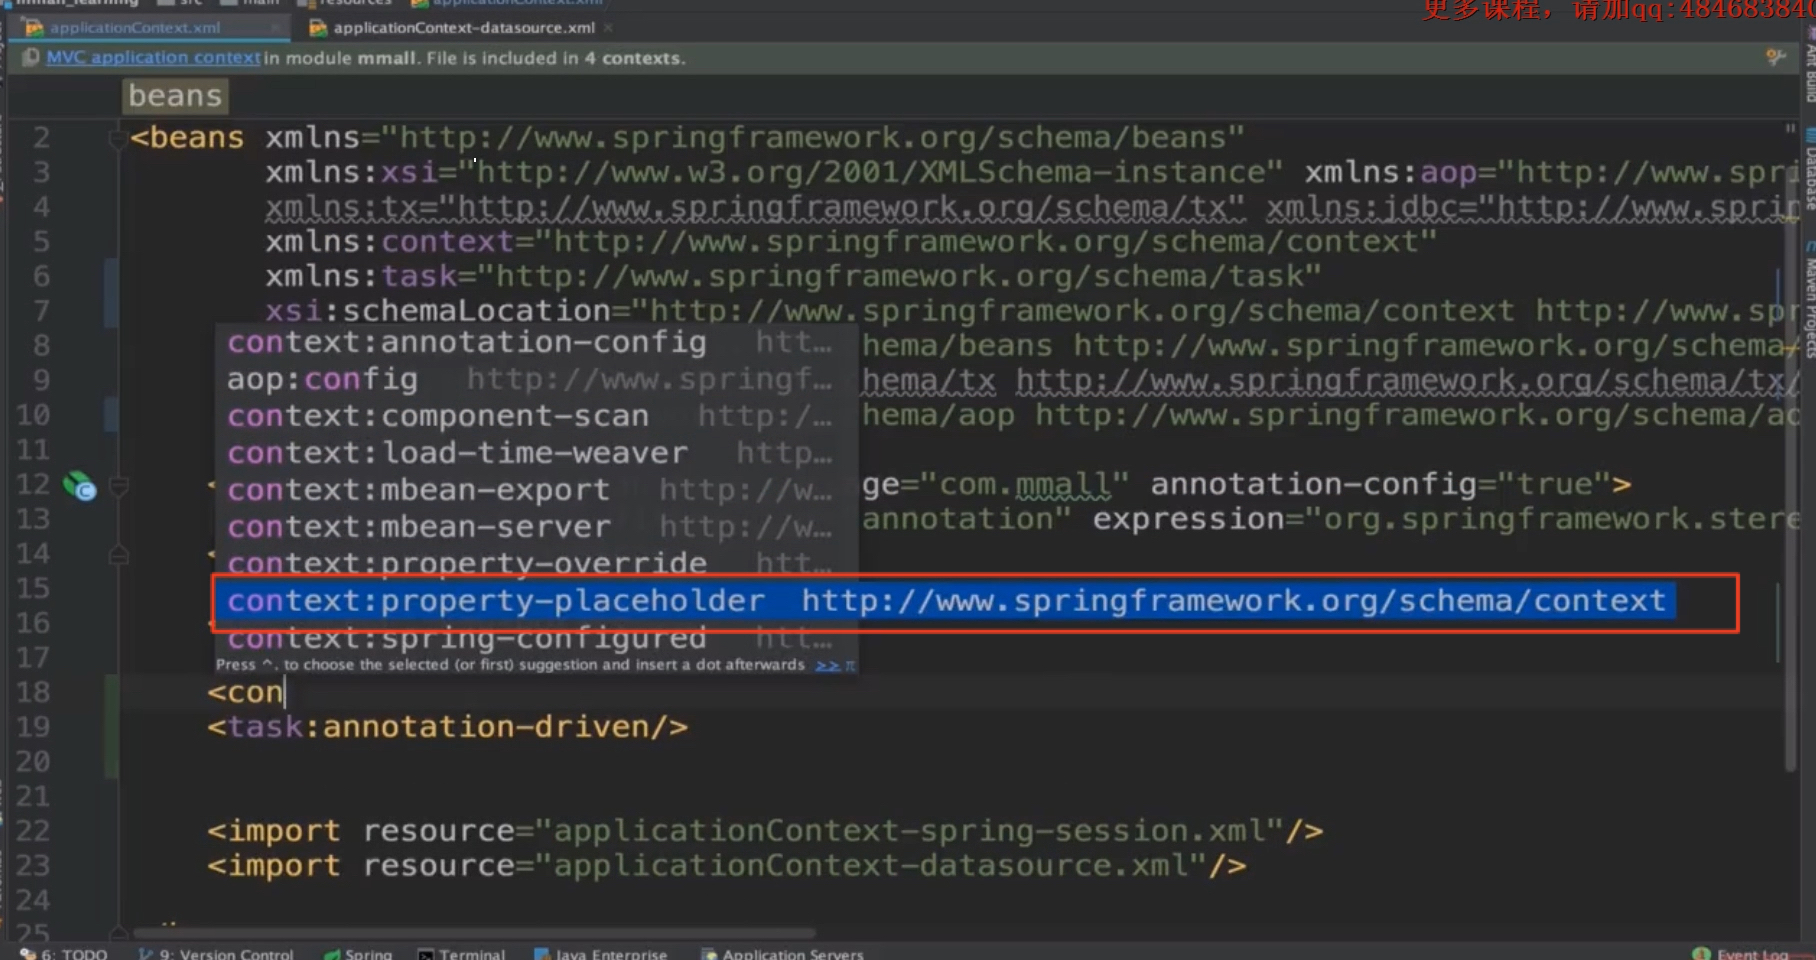 更多课程，请加qq:484683840
applicationContext.xml
applicationContext-datasource.xml
MVC application context in module mmall. File is included in 4 contexts.
beans
2 <beans xmlns="http://www.springframework.org/schema/beans"
3 xmlns:xsi="http://www.w3.org/2001/XMLSchema-instance" xmlns:aop="http://www.spri
4 xmlns:tx="http://www.springframework.org/schema/tx" xmlns:jdbc="http://www.sprin
5 xmlns:context="http://www.springframework.org/schema/context"
6 xmlns:task="http://www.springframework.org/schema/task"
7 xsi:schemaLocation="http://www.springframework.org/schema/context http://www.spr
context:annotation-config htt…
8 hema/beans http://www.springframework.org/schema/
aop:config http://www.springf…
9 hema/tx http://www.springframework.org/schema/tx/
context:component-scan http:/…
10 hema/aop http://www.springframework.org/schema/ao
11
context:load-time-weaver http…
12 < ge="com.mmall" annotation-config="true">
context:mbean-export http://w…
13 annotation" expression="org.springframework.stere
context:mbean-server http://w…
14 <
context:property-override htt…
15
context:property-placeholder http://www.springframework.org/schema/context
16
context:spring-configured htt…
17
Press ^. to choose the selected (or first) suggestion and insert a dot afterwards >> π
18 <con
19 <task:annotation-driven/>
20
21
22 <import resource="applicationContext-spring-session.xml"/>
23 <import resource="applicationContext-datasource.xml"/>
24
25
Ant Build
Database
Maven Projects
6: TODO
9: Version Control
Spring
Terminal
Java Enterprise
Application Servers
Event Log